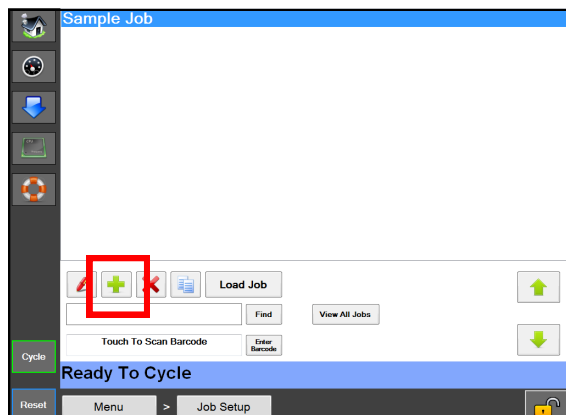 Sample Job
Load Job
Find
View All Jobs
Touch To Scan Barcode
Enter
Barcode
Cycle
Ready To Cycle
Reset
Menu > Job Setup